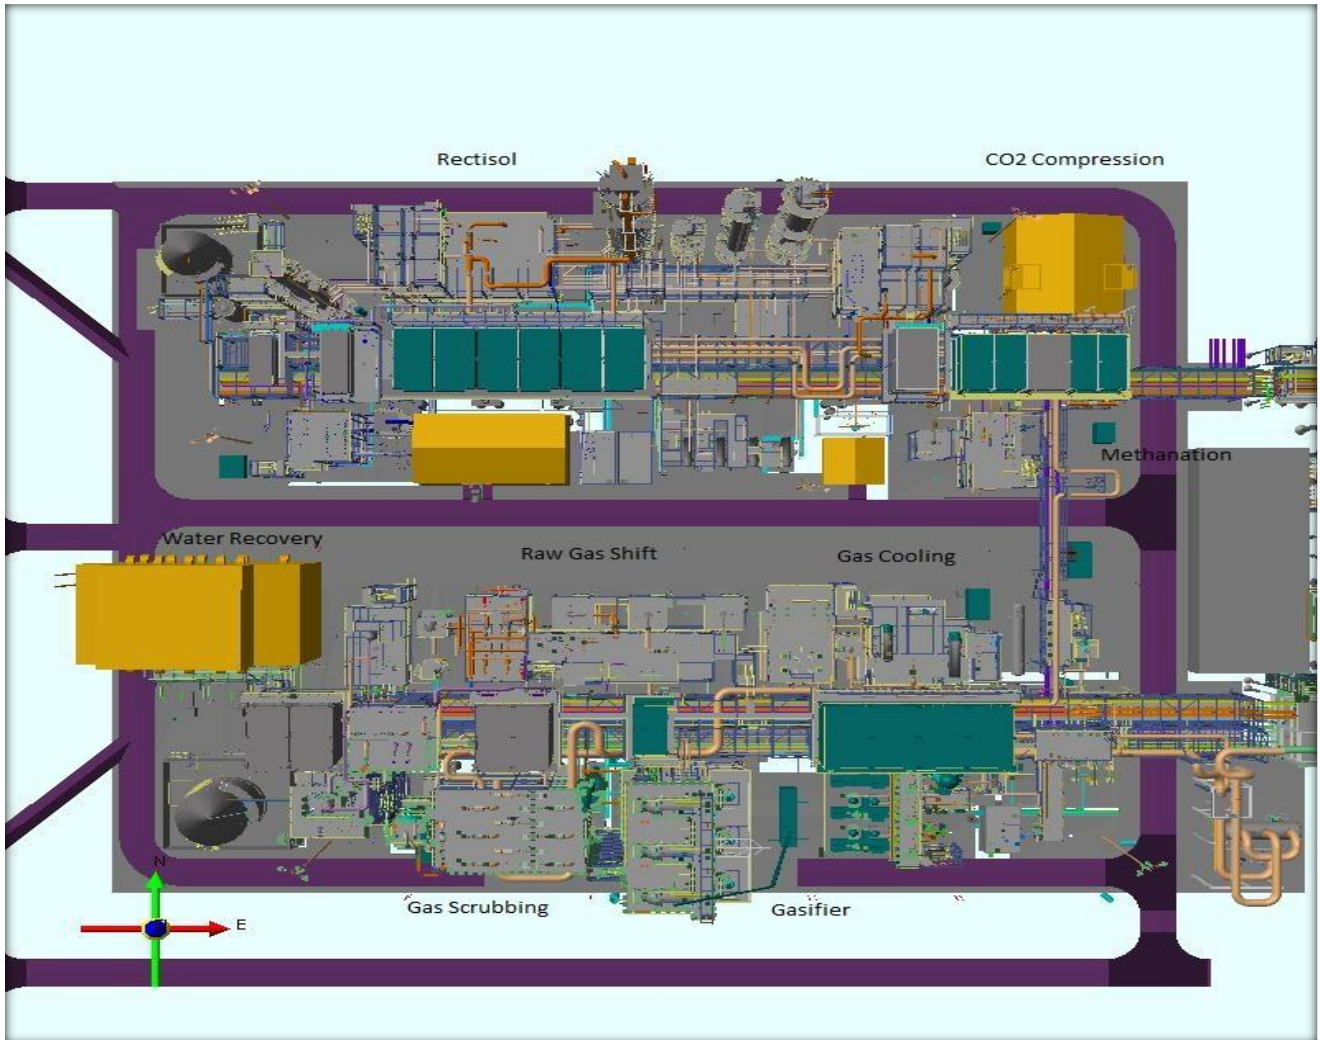 Rectisol
CO2 Compression
Methanation
Water Recovery
Raw Gas Shift
Gas Cooling
N
E
Gas Scrubbing
Gasifier